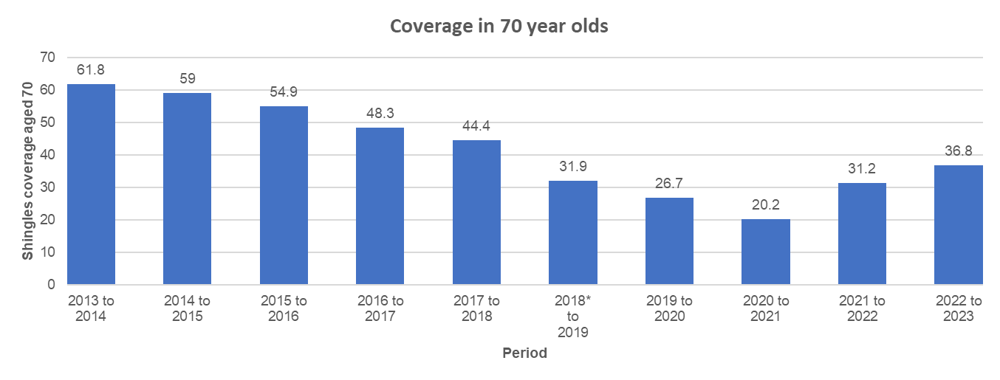 Coverage in 70 year olds
Shingles coverage aged 70
70
60
50
40
30
20
10
0
61.8
59
54.9
48.3
44.4
31.9
26.7
20.2
31.2
36.8
2013 to
2014
2014 to
2015
2015 to
2016
2016 to
2017
2017 to
2018
2018*
to
2019
2019 to
2020
2020 to
2021
2021 to
2022
2022 to
2023
Period